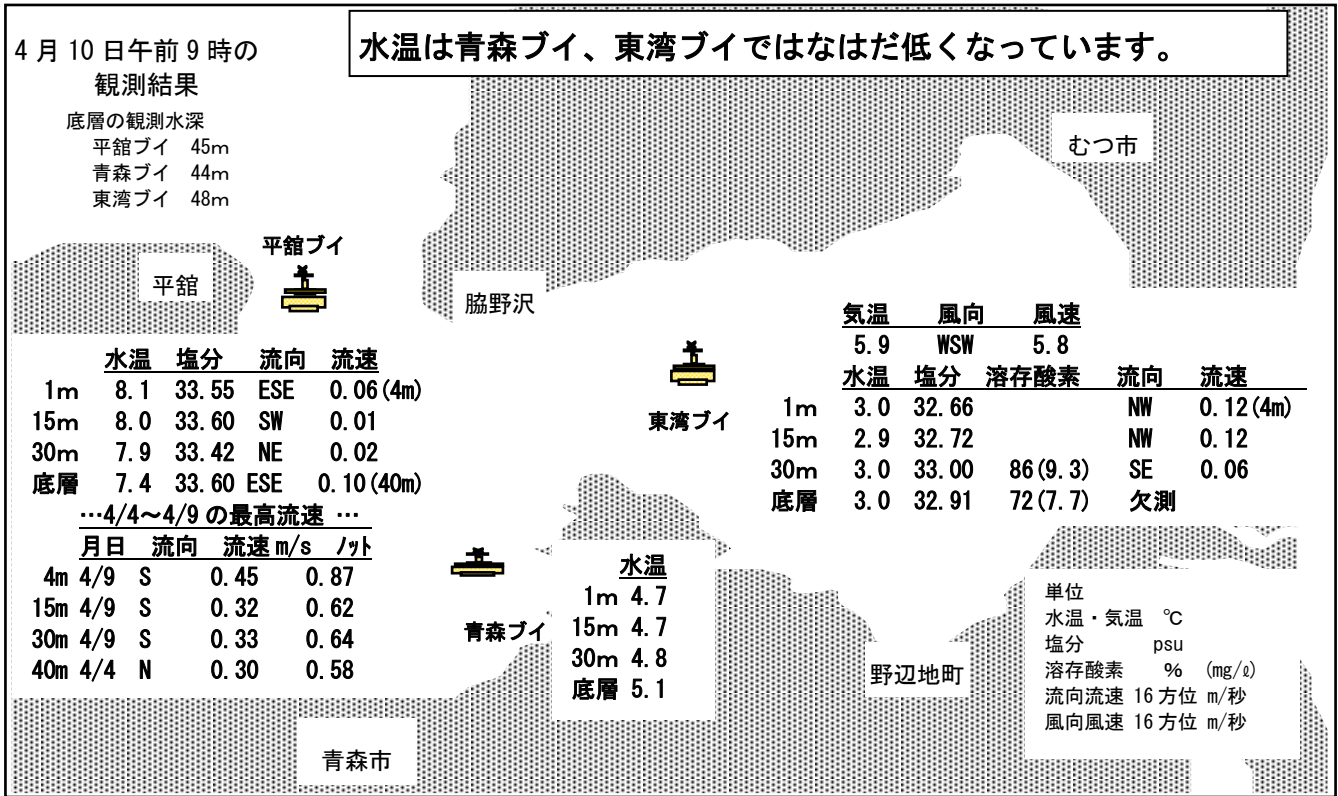 4月10日午前9時の
観測結果
水温は青森ブイ、東湾ブイではなはだ低くなっています。
底層の観測水深
平舘ブイ 45m
青森ブイ 44m
東湾ブイ 48m
むつ市
平舘ブイ
平舘
脇野沢
水温 塩分 流向 流速
1m 8.1 33.55 ESE 0.06(4m)
15m 8.0 33.60 SW 0.01
30m 7.9 33.42 NE 0.02
底層 7.4 33.60 ESE 0.10(40m)
…4/4～4/9の最高流速 …
月日 流向 流速m/s ノット
4m 4/9 S 0.45 0.87
15m 4/9 S 0.32 0.62
30m 4/9 S 0.33 0.64
40m 4/4 N 0.30 0.58
東湾ブイ
気温 風向 風速
5.9 WSW 5.8
水温 塩分 溶存酸素 流向 流速
1m 3.0 32.66 NW 0.12(4m)
15m 2.9 32.72 NW 0.12
30m 3.0 33.00 86(9.3) SE 0.06
底層 3.0 32.91 72(7.7) 欠測
青森ブイ
水温
1m 4.7
15m 4.7
30m 4.8
底層 5.1
野辺地町
単位
水温・気温 ℃
塩分 psu
溶存酸素 % (mg/ℓ)
流向流速 16方位 m/秒
風向風速 16方位 m/秒
青森市